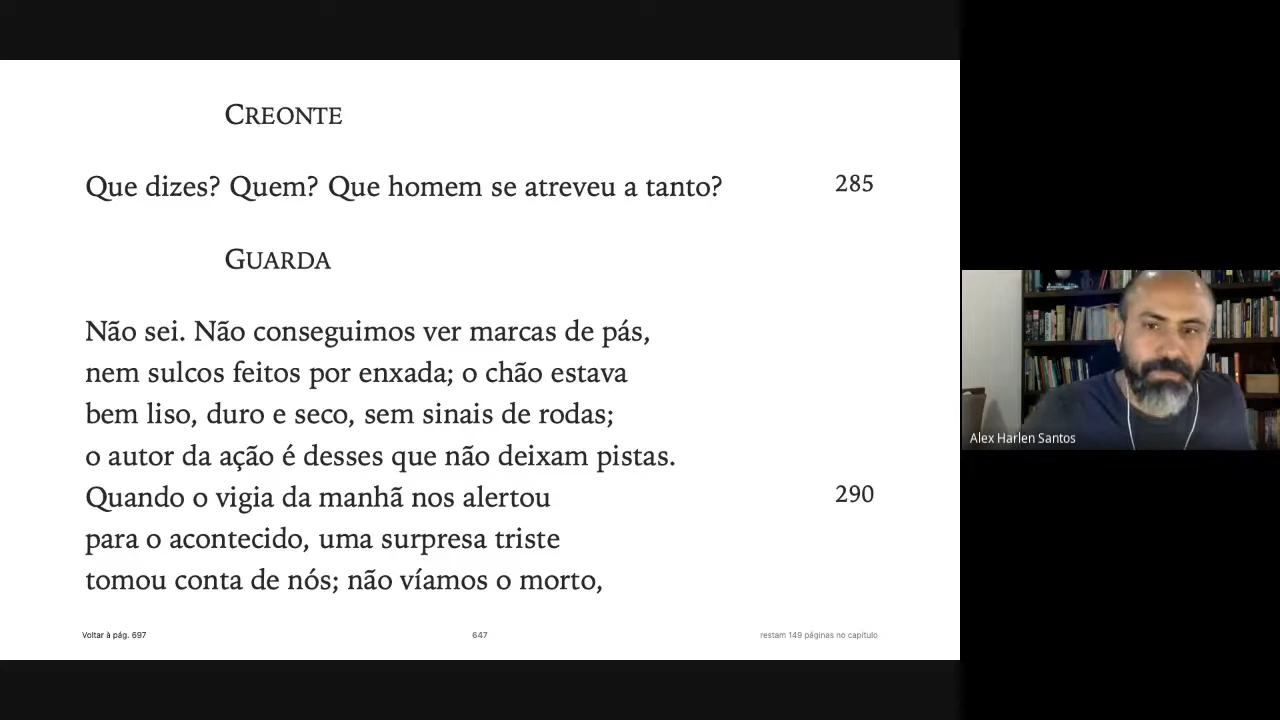 CREONTE
Que dizes? Quem? Que homem se atreveu a tanto? 285
GUARDA
Não sei. Não conseguimos ver marcas de pás,
nem sulcos feitos por enxada; o chão estava
bem liso, duro e seco, sem sinais de rodas;
o autor da ação é desses que não deixam pistas.
Quando o vigia da manhã nos alertou 290
para o acontecido, uma surpresa triste
tomou conta de nós; não víamos o morto,
Voltar à pág. 697 647 restam 149 páginas no capítulo
Alex Harlen Santos